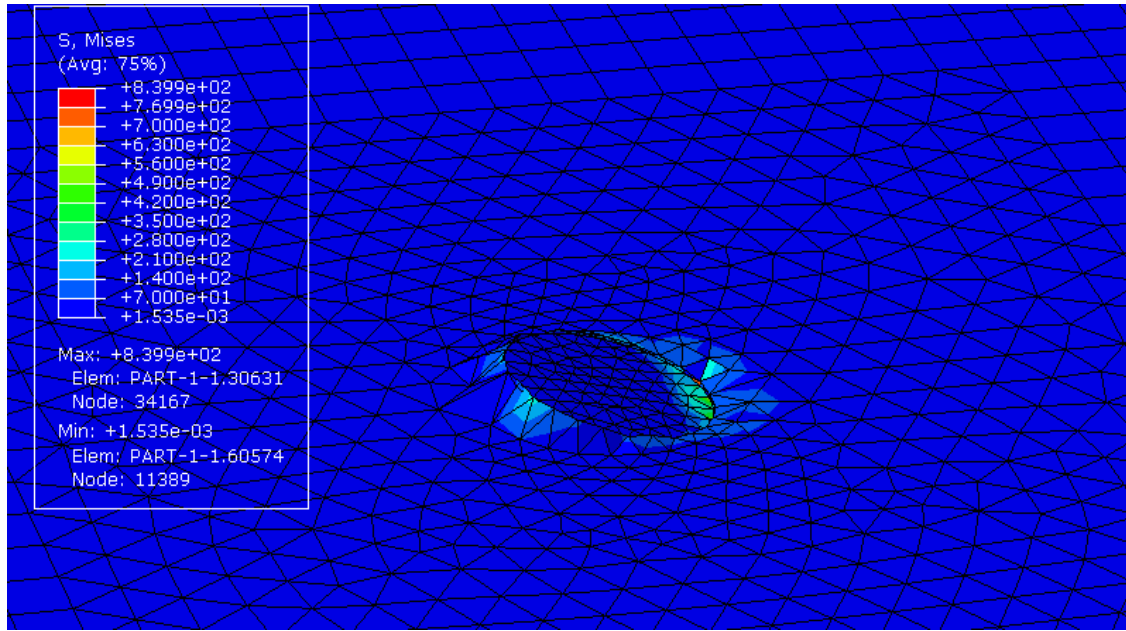 S, Mises
(Avg: 75%)
+8.399e+02
+7.699e+02
+7.000e+02
+6.300e+02
+5.600e+02
+4.900e+02
+4.200e+02
+3.500e+02
+2.800e+02
+2.100e+02
+1.400e+02
+7.000e+01
+1.535e-03
Max: +8.399e+02
Elem: PART-1-1.30631
Node: 34167
Min: +1.535e-03
Elem: PART-1-1.60574
Node: 11389